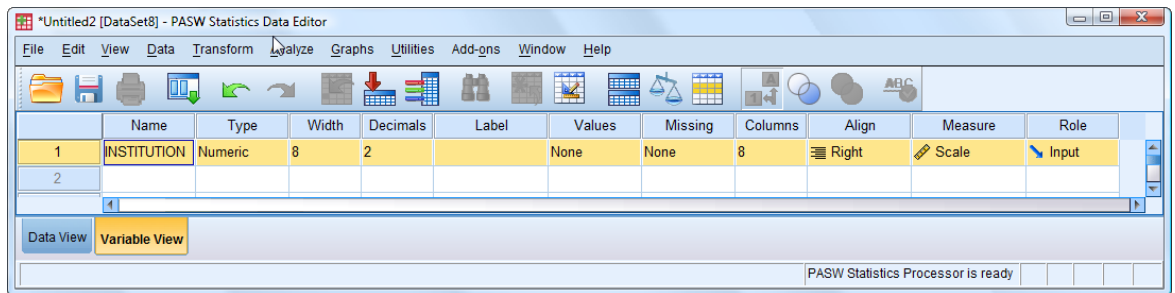 *Untitled2 [DataSet8] - PASW Statistics Data Editor
File Edit View Data Transform Analyze Graphs Utilities Add-ons Window Help
A 1 ABC
Name Type Width Decimals Label Values Missing Columns Align Measure Role
1 INSTITUTION Numeric 8 2 None None 8 Right Scale Input
2
Data View Variable View
PASW Statistics Processor is ready